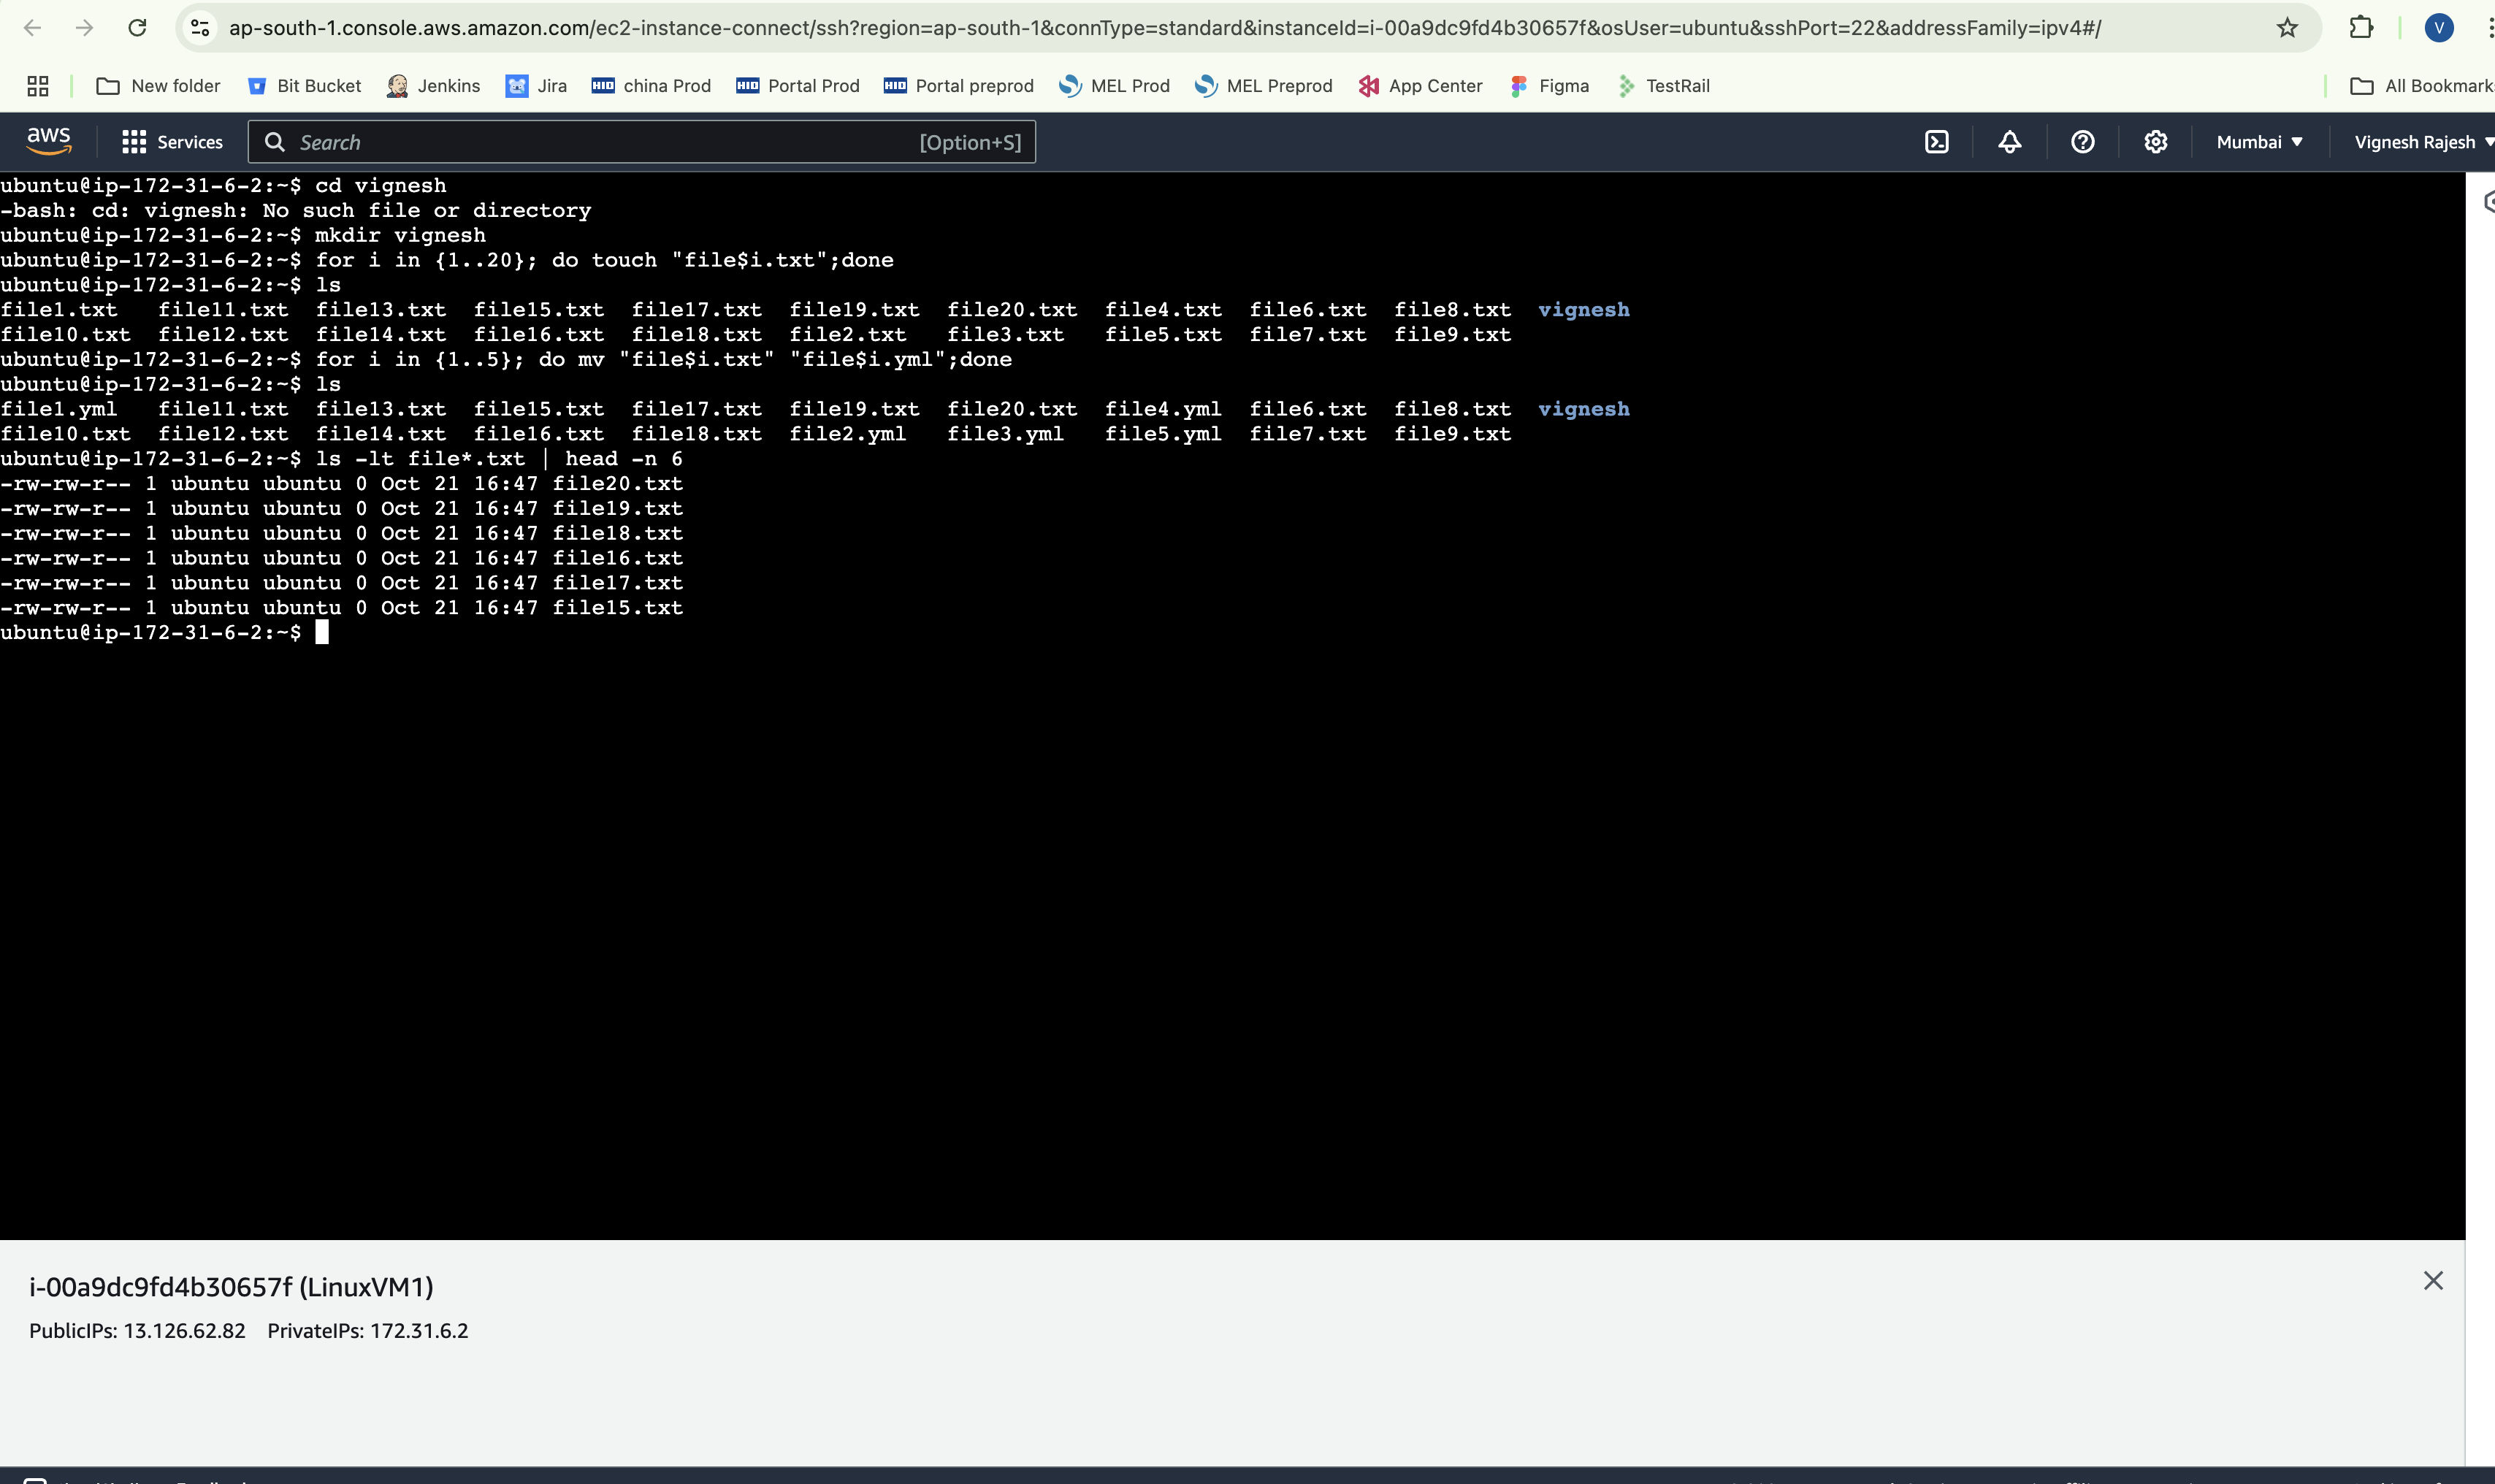 ap-south-1.console.aws.amazon.com/ec2-instance-connect/ssh?region=ap-south-1&connType=standard&instanceId=i-00a9dc9fd4b30657f&osUser=ubuntu&sshPort=22&addressFamily=ipv4#/
V
New folder Bit Bucket Jenkins Jira HID china Prod HID Portal Prod HID Portal preprod MEL Prod MEL Preprod App Center Figma TestRail All Bookmark
aws Services Search [Option+S] Mumbai Vignesh Rajesh
ubuntu@ip-172-31-6-2:~$ cd vignesh
-bash: cd: vignesh: No such file or directory
ubuntu@ip-172-31-6-2:~$ mkdir vignesh
ubuntu@ip-172-31-6-2:~$ for i in {1..20}; do touch "file$i.txt";done
ubuntu@ip-172-31-6-2:~$ ls
file1.txt file11.txt file13.txt file15.txt file17.txt file19.txt file20.txt file4.txt file6.txt file8.txt vignesh
file10.txt file12.txt file14.txt file16.txt file18.txt file2.txt file3.txt file5.txt file7.txt file9.txt
ubuntu@ip-172-31-6-2:~$ for i in {1..5}; do mv "file$i.txt" "file$i.yml";done
ubuntu@ip-172-31-6-2:~$ ls
file1.yml file11.txt file13.txt file15.txt file17.txt file19.txt file20.txt file4.yml file6.txt file8.txt vignesh
file10.txt file12.txt file14.txt file16.txt file18.txt file2.yml file3.yml file5.yml file7.txt file9.txt
ubuntu@ip-172-31-6-2:~$ ls -lt file*.txt | head -n 6
-rw-rw-r-- 1 ubuntu ubuntu 0 Oct 21 16:47 file20.txt
-rw-rw-r-- 1 ubuntu ubuntu 0 Oct 21 16:47 file19.txt
-rw-rw-r-- 1 ubuntu ubuntu 0 Oct 21 16:47 file18.txt
-rw-rw-r-- 1 ubuntu ubuntu 0 Oct 21 16:47 file16.txt
-rw-rw-r-- 1 ubuntu ubuntu 0 Oct 21 16:47 file17.txt
-rw-rw-r-- 1 ubuntu ubuntu 0 Oct 21 16:47 file15.txt
ubuntu@ip-172-31-6-2:~$
i-00a9dc9fd4b30657f (LinuxVM1)
PublicIPs: 13.126.62.82 PrivateIPs: 172.31.6.2